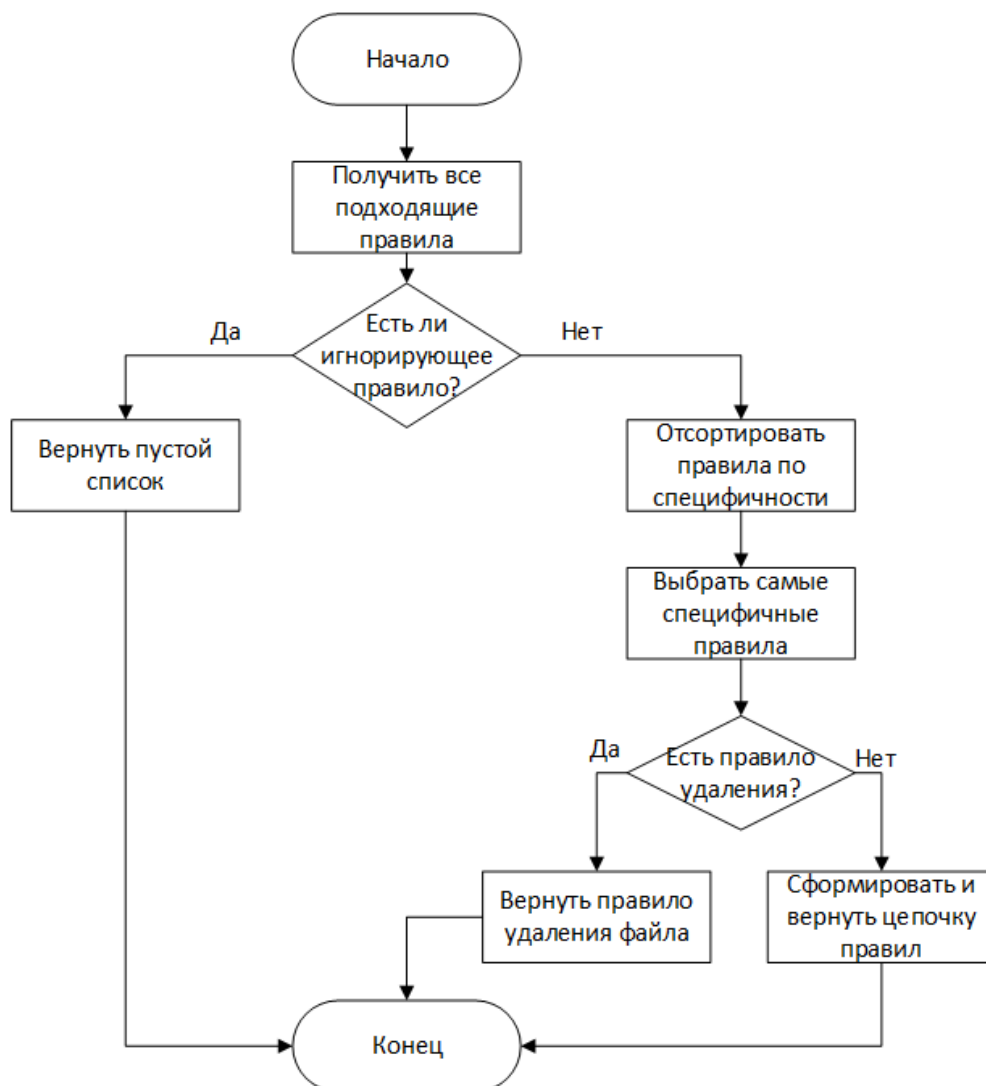 Начало
Получить все
подходящие
правила
Есть ли
игнорирующее
правило?
Да
Нет
Вернуть пустой
список
Отсортировать
правила по
специфичности
Выбрать самые
специфичные
правила
Есть правило
удаления?
Да
Нет
Вернуть правило
удаления файла
Сформировать и
вернуть цепочку
правил
Конец